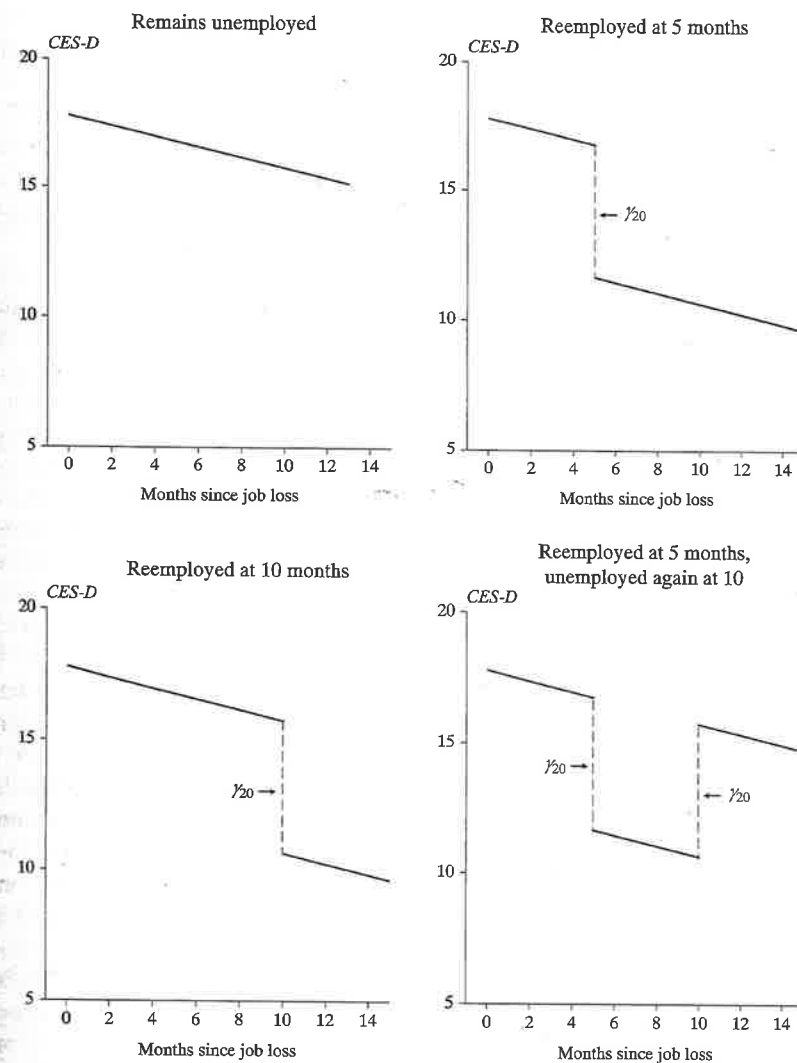 Remains unemployed
CES-D
20
15
10
5
0 2 4 6 8 10 12 14
Months since job loss
Reemployed at 5 months
CES-D
20
15
10
5
γ20
0 2 4 6 8 10 12 14
Months since job loss
Reemployed at 10 months
CES-D
20
15
10
5
γ20
0 2 4 6 8 10 12 14
Months since job loss
Reemployed at 5 months,
unemployed again at 10
CES-D
20
15
10
5
γ20
γ20
0 2 4 6 8 10 12 14
Months since job loss